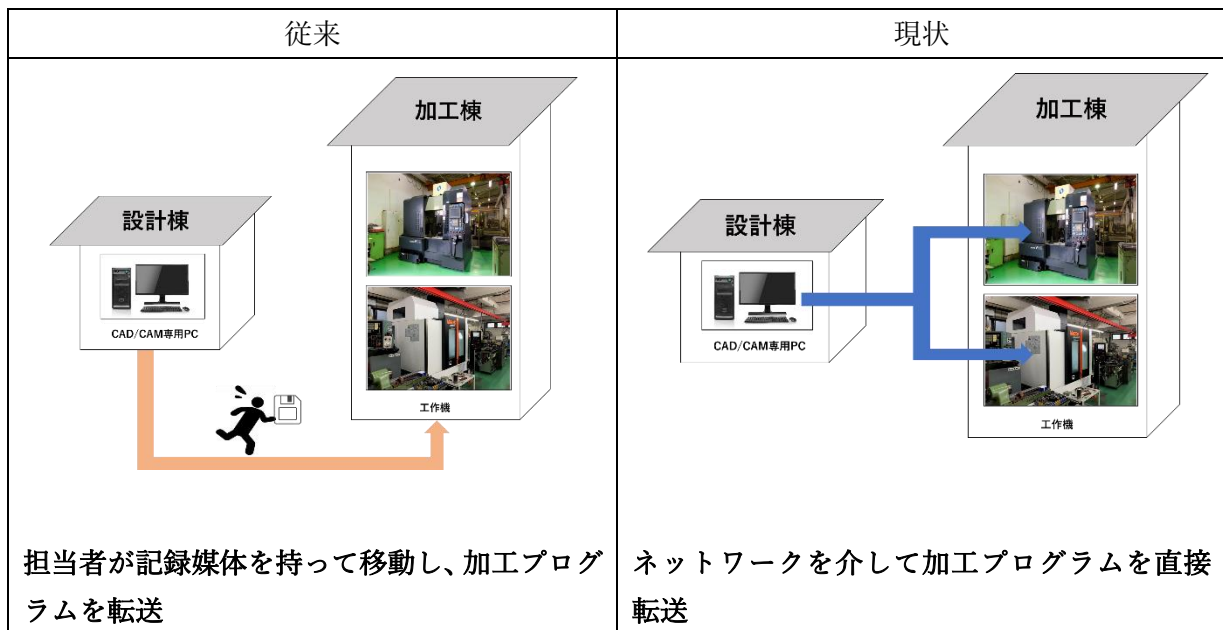 従来
現状
加工棟
設計棟
CAD/CAM専用PC
工作機
担当者が記録媒体を持って移動し、加工プログ
ラムを転送
加工棟
設計棟
CAD/CAM専用PC
工作機
ネットワークを介して加工プログラムを直接
転送